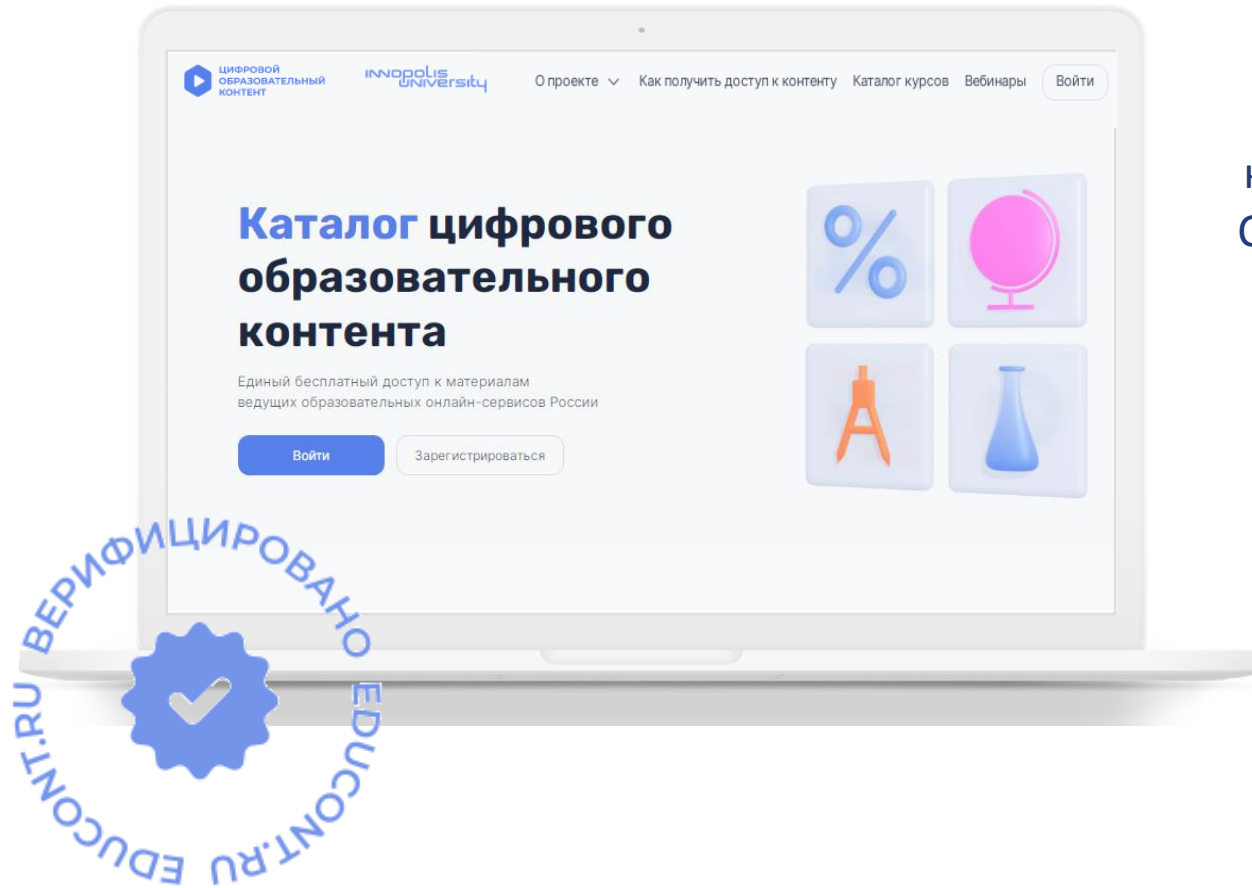 ЦИФРОВОЙ
ОБРАЗОВАТЕЛЬНЫЙ
КОНТЕНТ
INNOPOLIS
UNIVERSITY
О проекте
Как получить доступ к контенту
Каталог курсов
Вебинары
Войти
Каталог цифрового
образовательного
контента
Единый бесплатный доступ к материалам
ведущих образовательных онлайн-сервисов России
Войти
Зарегистрироваться
ВЕРИФИЦИРОВАНО EDUCONT.RU EDUCONT.RU